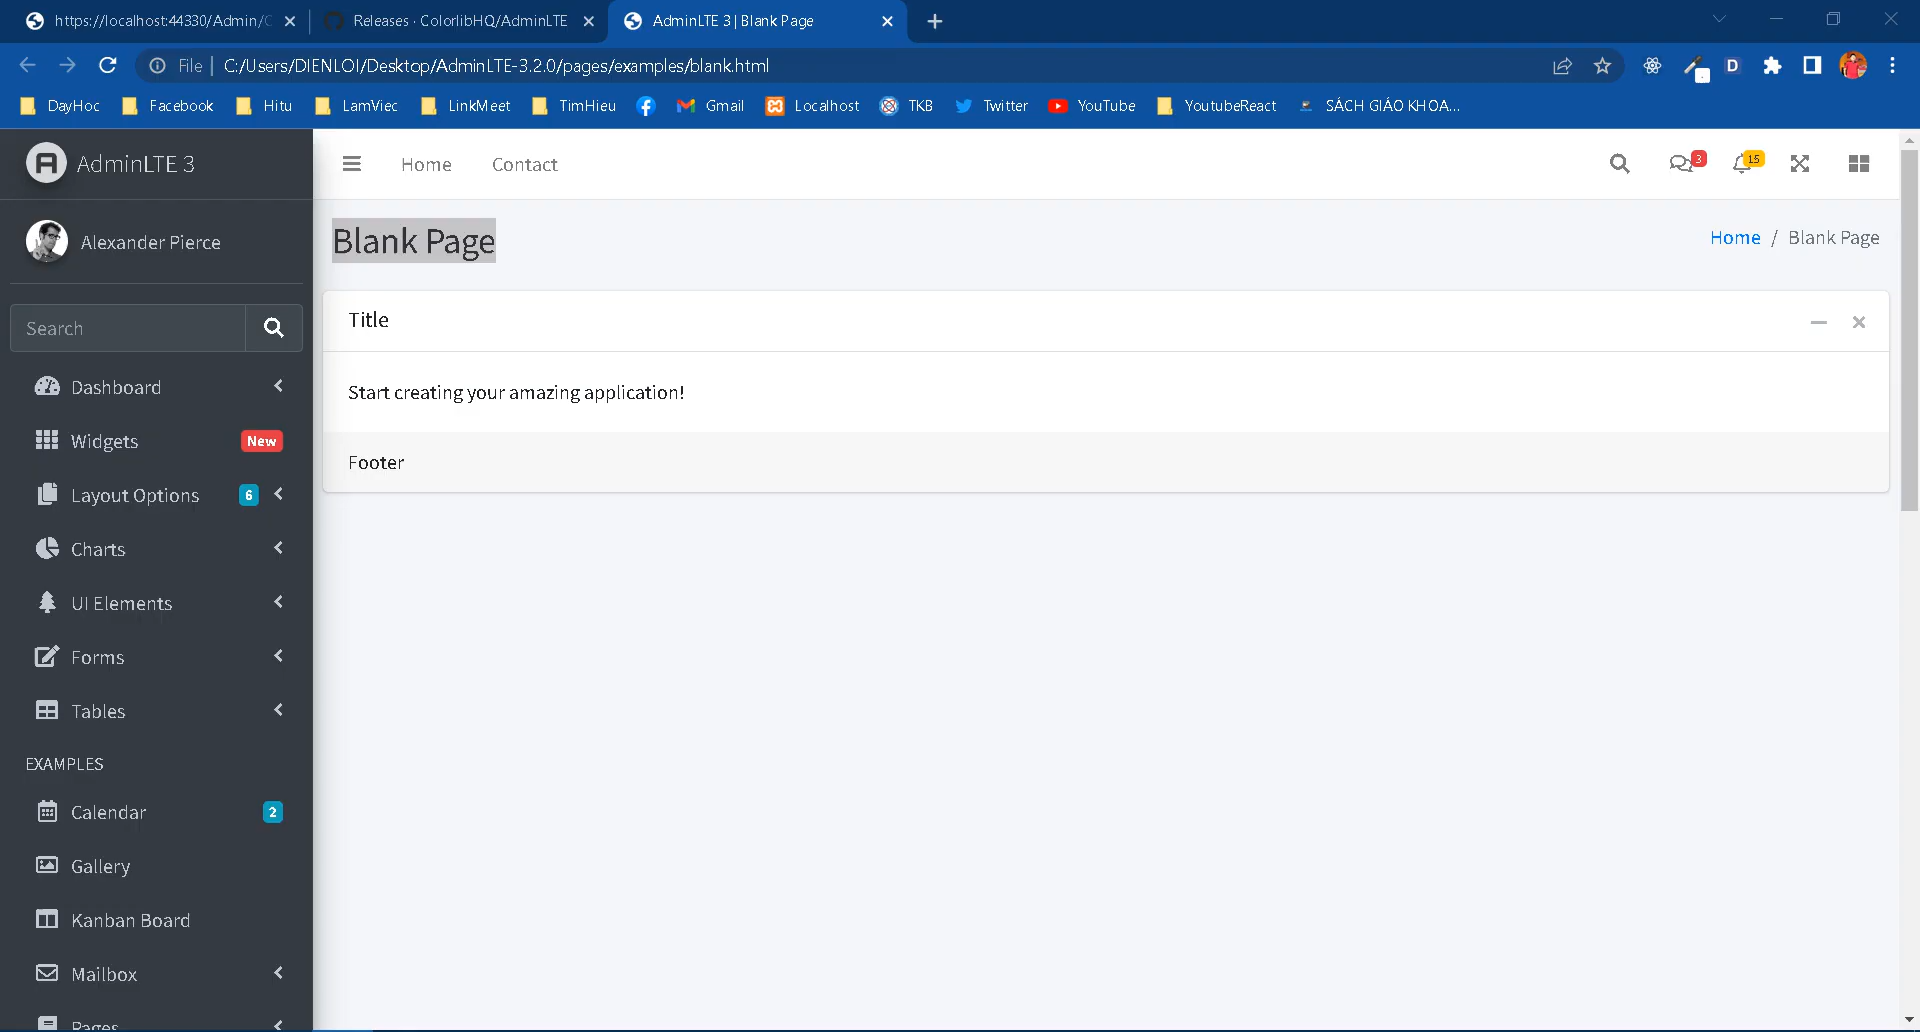 https://localhost:44330/Admin/C
Releases · ColorlibHQ/AdminLTE
AdminLTE 3 | Blank Page
File | C:/Users/DIENLOI/Desktop/AdminLTE-3.2.0/pages/examples/blank.html
DayHoc Facebook Hitu LamViec LinkMeet TimHieu Gmail Localhost TKB Twitter YouTube YoutubeReact SÁCH GIÁO KHOA...
AdminLTE 3
Home Contact 3 15
Alexander Pierce
Blank Page
Home / Blank Page
Search
Title
Start creating your amazing application!
Footer
Dashboard
Widgets New
Layout Options 6
Charts
UI Elements
Forms
Tables
EXAMPLES
Calendar 2
Gallery
Kanban Board
Mailbox
Pages